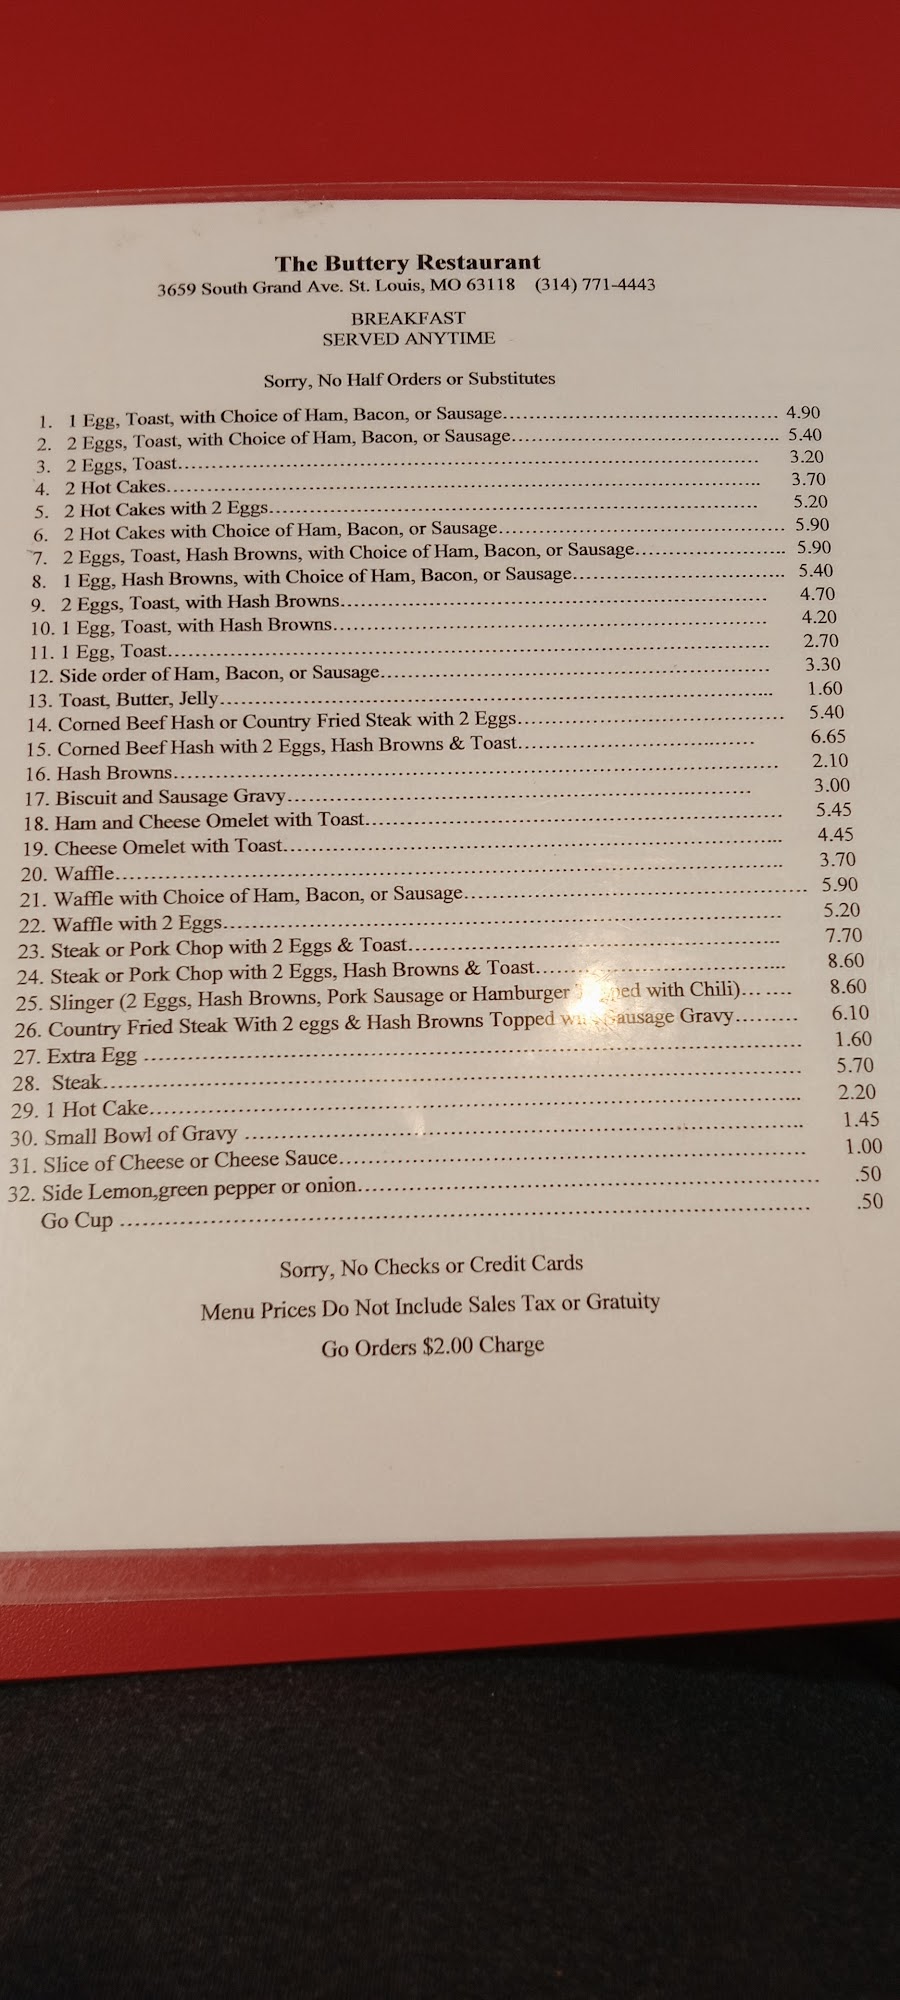 The Buttery Restaurant
3659 South Grand Ave. St. Louis, MO 63118 (314) 771-4443
BREAKFAST
SERVED ANYTIME
Sorry, No Half Orders or Substitutes
1. 1 Egg, Toast, with Choice of Ham, Bacon, or Sausage 4.90
2. 2 Eggs, Toast, with Choice of Ham, Bacon, or Sausage 5.40
3. 2 Eggs, Toast 3.20
4. 2 Hot Cakes 3.70
5. 2 Hot Cakes with 2 Eggs 5.20
6. 2 Hot Cakes with Choice of Ham, Bacon, or Sausage 5.90
7. 2 Eggs, Toast, Hash Browns, with Choice of Ham, Bacon, or Sausage 5.90
8. 1 Egg, Hash Browns, with Choice of Ham, Bacon, or Sausage 5.40
9. 2 Eggs, Toast, with Hash Browns 4.70
10. 1 Egg, Toast, with Hash Browns 4.20
11. 1 Egg, Toast 2.70
12. Side order of Ham, Bacon, or Sausage 3.30
13. Toast, Butter, Jelly 1.60
14. Corned Beef Hash or Country Fried Steak with 2 Eggs 5.40
15. Corned Beef Hash with 2 Eggs, Hash Browns & Toast 6.65
16. Hash Browns 2.10
17. Biscuit and Sausage Gravy 3.00
18. Ham and Cheese Omelet with Toast 5.45
19. Cheese Omelet with Toast 4.45
20. Waffle 3.70
21. Waffle with Choice of Ham, Bacon, or Sausage 5.90
22. Waffle with 2 Eggs 5.20
23. Steak or Pork Chop with 2 Eggs & Toast 7.70
24. Steak or Pork Chop with 2 Eggs, Hash Browns & Toast 8.60
25. Slinger (2 Eggs, Hash Browns, Pork Sausage or Hamburger with Chili) 8.60
26. Country Fried Steak With 2 eggs & Hash Browns Topped with Sausage Gravy 6.10
27. Extra Egg 1.60
28. Steak 5.70
29. 1 Hot Cake 2.20
30. Small Bowl of Gravy 1.45
31. Slice of Cheese or Cheese Sauce 1.00
32. Side Lemon,green pepper or onion .50
Go Cup .50
Sorry, No Checks or Credit Cards
Menu Prices Do Not Include Sales Tax or Gratuity
Go Orders $2.00 Charge